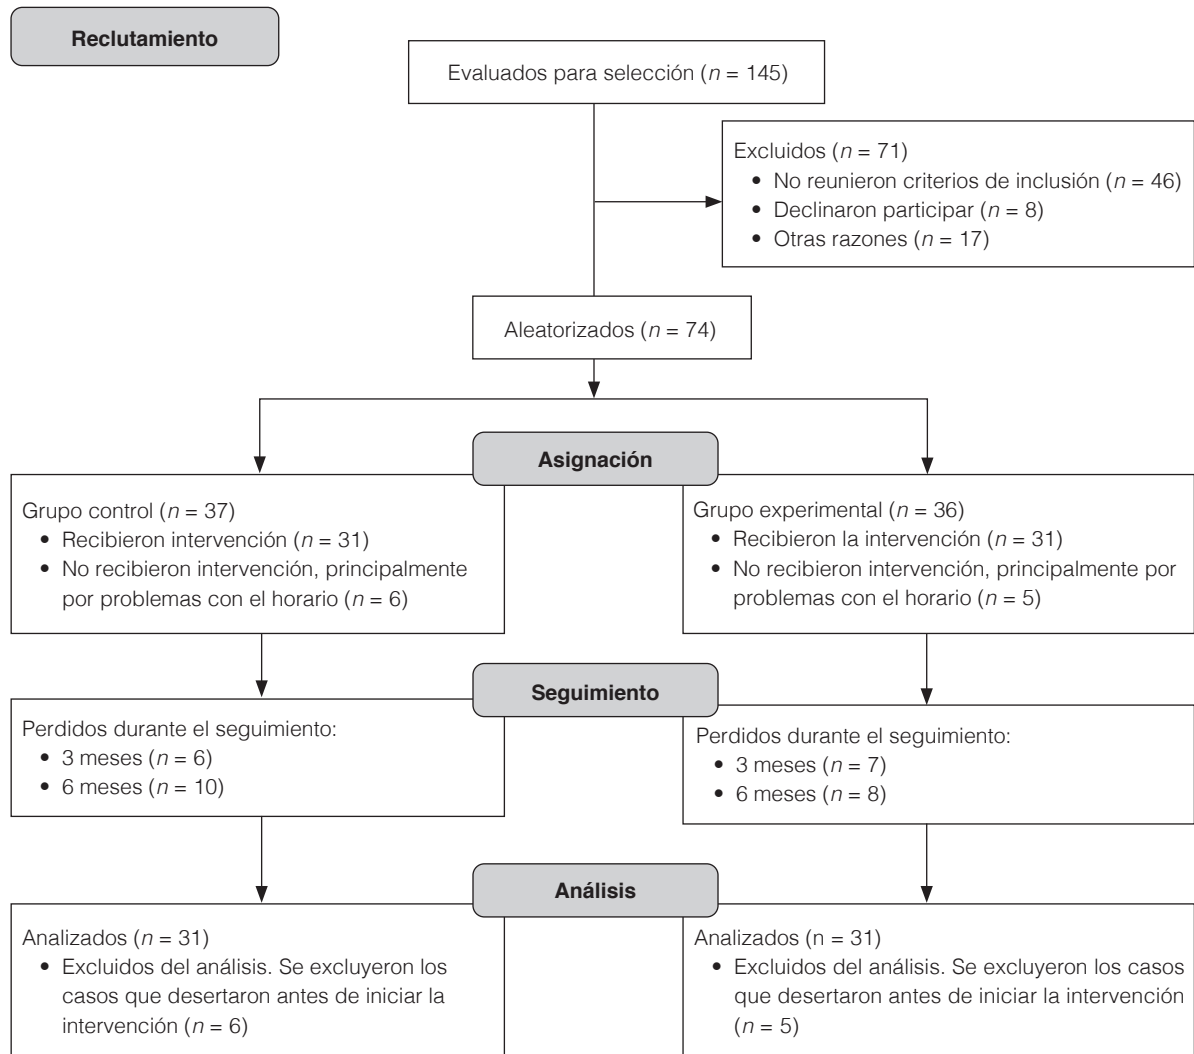 Reclutamiento
Evaluados para selección (n = 145)
Excluidos (n = 71)
• No reunieron criterios de inclusión (n = 46)
• Declinaron participar (n = 8)
• Otras razones (n = 17)
Aleatorizados (n = 74)
Asignación
Grupo control (n = 37)
• Recibieron intervención (n = 31)
• No recibieron intervención, principalmente
por problemas con el horario (n = 6)
Grupo experimental (n = 36)
• Recibieron la intervención (n = 31)
• No recibieron intervención, principalmente por
problemas con el horario (n = 5)
Seguimiento
Perdidos durante el seguimiento:
• 3 meses (n = 6)
• 6 meses (n = 10)
Perdidos durante el seguimiento:
• 3 meses (n = 7)
• 6 meses (n = 8)
Análisis
Analizados (n = 31)
• Excluidos del análisis. Se excluyeron los
casos que desertaron antes de iniciar la
intervención (n = 6)
Analizados (n = 31)
• Excluidos del análisis. Se excluyeron los casos
que desertaron antes de iniciar la intervención
(n = 5)